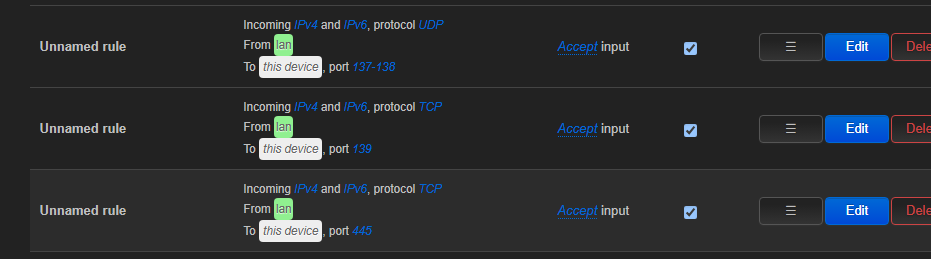 Incoming IPv4 and IPv6, protocol UDP
Unnamed rule
From lan
Accept input
☰
Edit
Dele
To this device, port 137-138
Incoming IPv4 and IPv6, protocol TCP
Unnamed rule
From lan
Accept input
☰
Edit
Dele
To this device, port 139
Incoming IPv4 and IPv6, protocol TCP
Unnamed rule
From lan
Accept input
☰
Edit
Dele
To this device, port 445